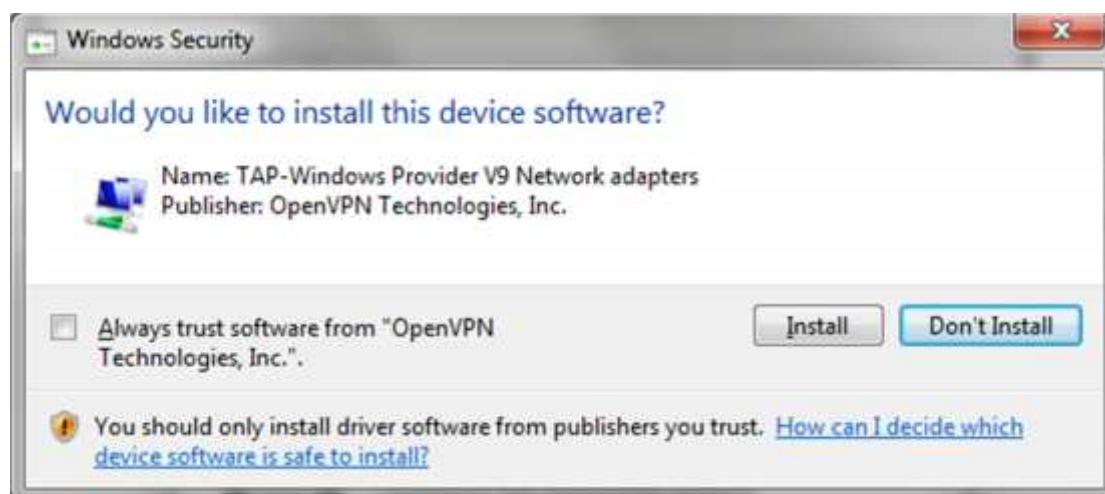 Windows Security
Would you like to install this device software?
Name: TAP-Windows Provider V9 Network adapters
Publisher: OpenVPN Technologies, Inc.
Always trust software from "OpenVPN
Technologies, Inc.".
Install
Don't Install
You should only install driver software from publishers you trust. How can I decide which
device software is safe to install?